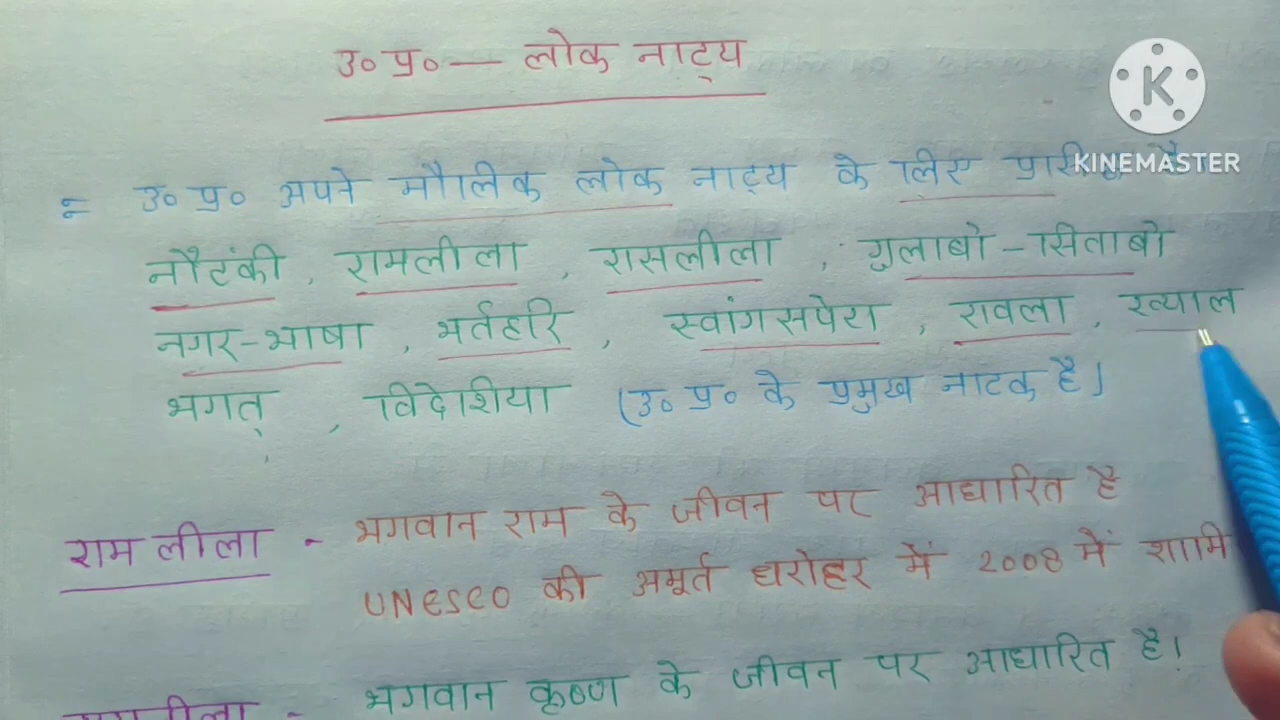 उ० प्र० — लोक नाट्य
K
KINEMASTER
= उ० प्र० अपने मौलिक लोक नाट्य के लिए
नौटंकी, रामलीला, रासलीला, गुलाबो-सिताबो
नगर-भाषा, भर्तहरि, स्वांगसपेरा, रावला, ख्याल
भगत्, विदेशिया (उ० प्र० के प्रमुख नाटक है।
राम लीला - भगवान राम के जीवन पर आधारित है
UNESCO की अमूर्त धरोहर में 2008 में शामि
भगवान कृष्ण के जीवन पर आधारित है।